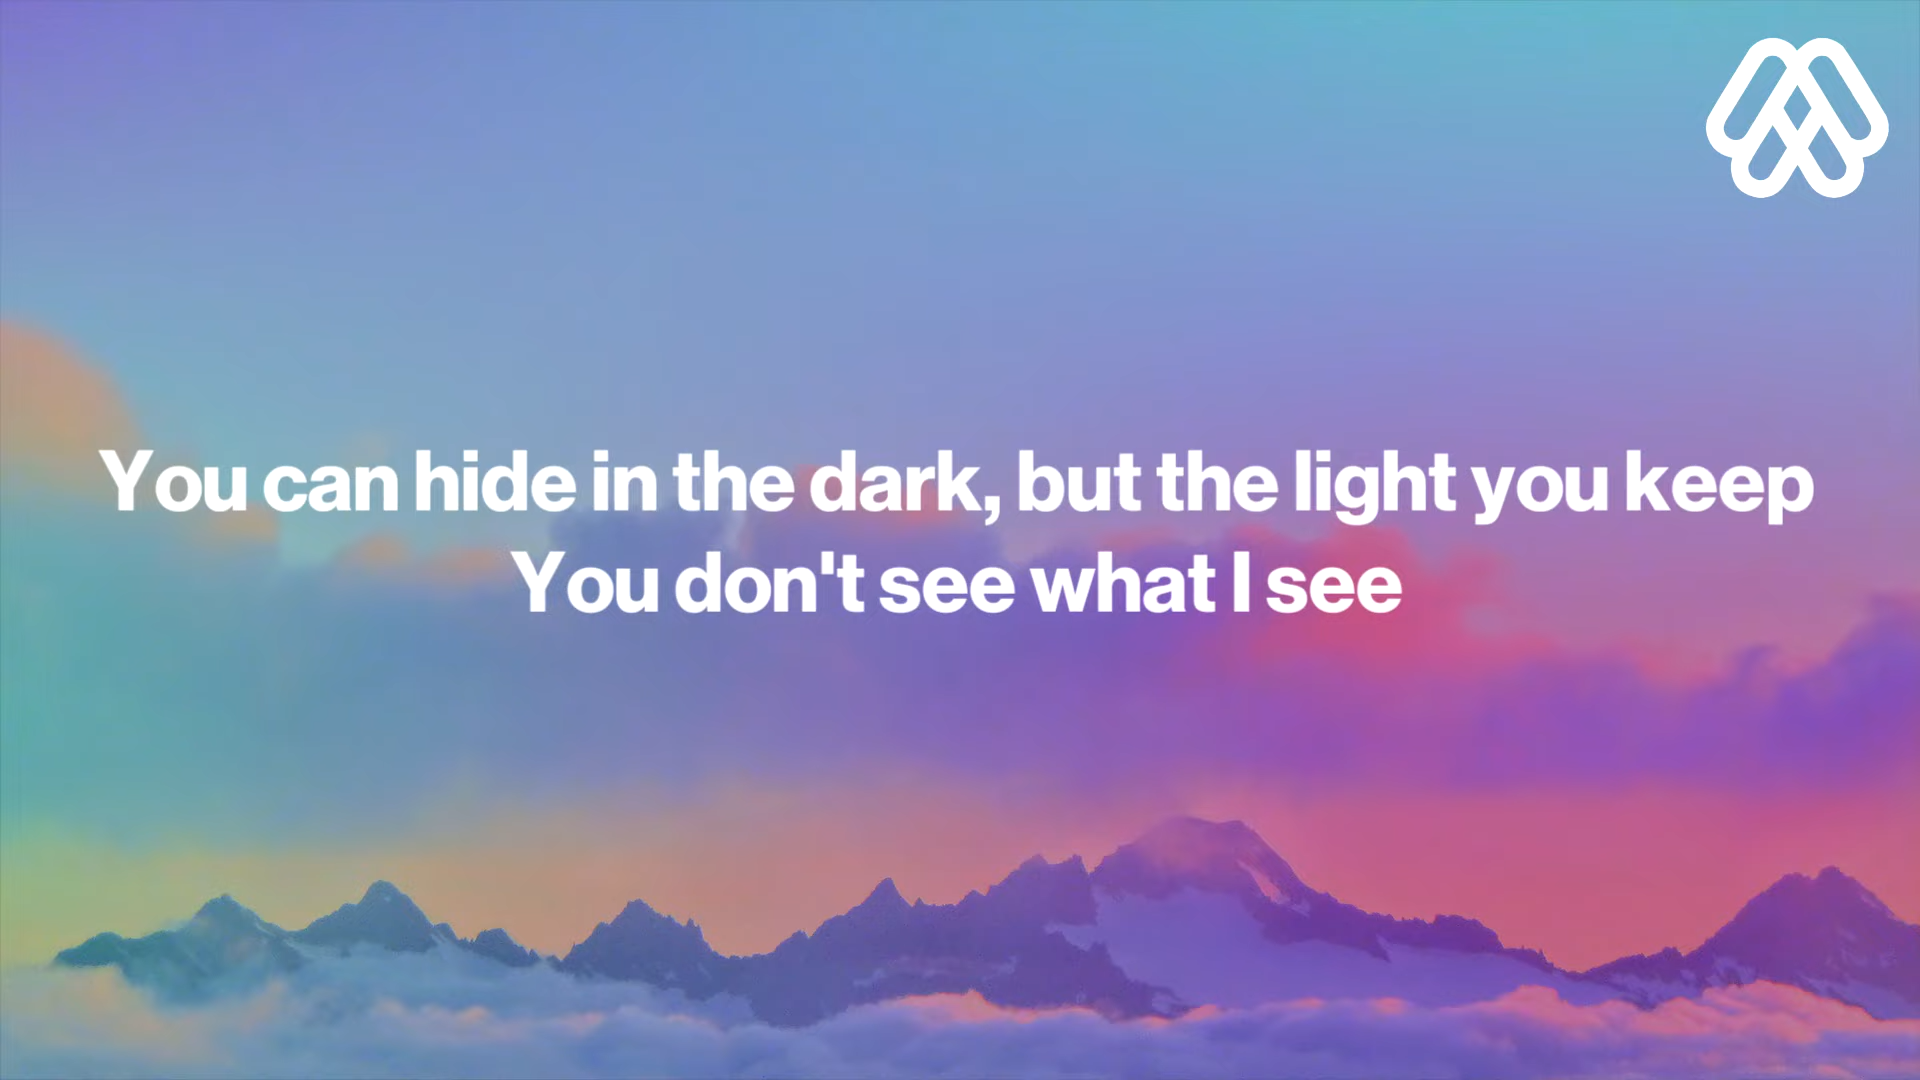 You can hide in the dark, but the light you keep
You don't see what I see